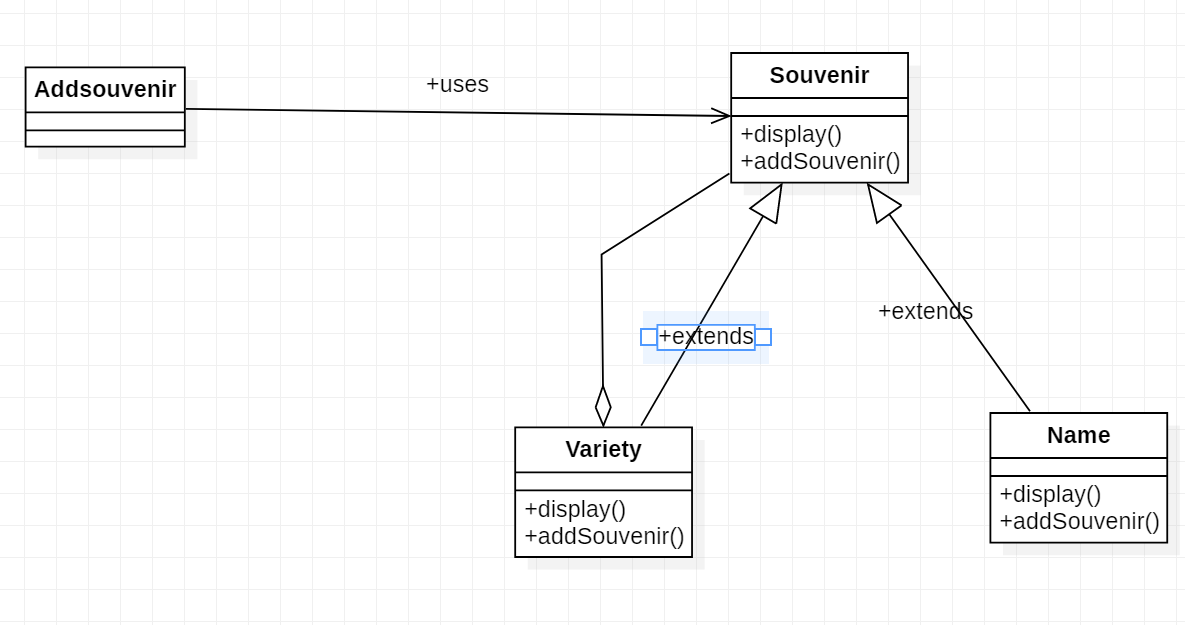 Addsouvenir
+uses
Souvenir
+display()
+addSouvenir()
+extends
+extends
Variety
+display()
+addSouvenir()
Name
+display()
+addSouvenir()